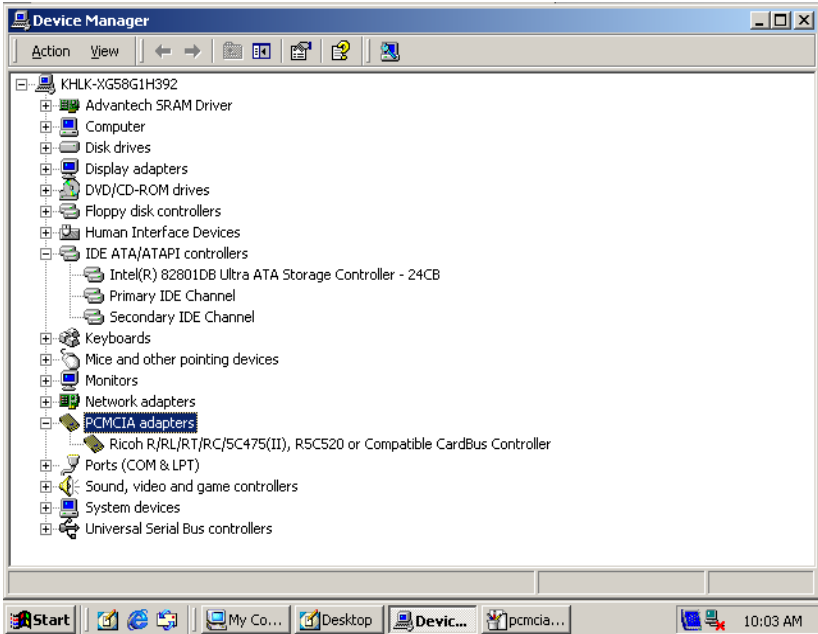 Device Manager
Action View
KHLK-XG58G1H392
Advantech SRAM Driver
Computer
Disk drives
Display adapters
DVD/CD-ROM drives
Floppy disk controllers
Human Interface Devices
IDE ATA/ATAPI controllers
Intel(R) 82801DB Ultra ATA Storage Controller - 24CB
Primary IDE Channel
Secondary IDE Channel
Keyboards
Mice and other pointing devices
Monitors
Network adapters
PCMCIA adapters
Ricoh R/RL/RT/RC/5C475(II), R5C520 or Compatible CardBus Controller
Ports (COM & LPT)
Sound, video and game controllers
System devices
Universal Serial Bus controllers
Start My Co... Desktop Devic... pcmcia... 10:03 AM